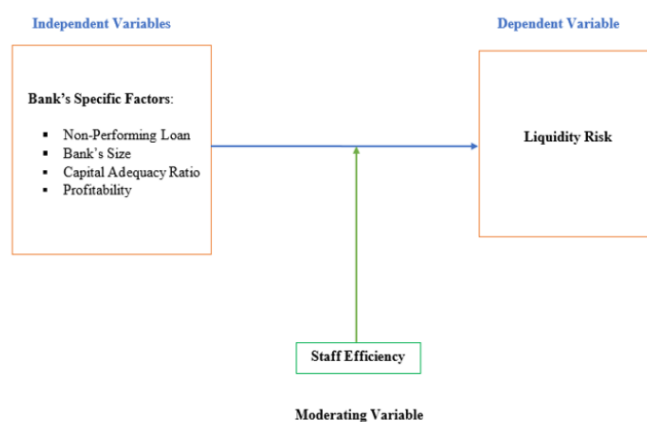 Independent Variables
Dependent Variable
Bank's Specific Factors:
▪ Non-Performing Loan
▪ Bank's Size
▪ Capital Adequacy Ratio
▪ Profitability
Liquidity Risk
Staff Efficiency
Moderating Variable